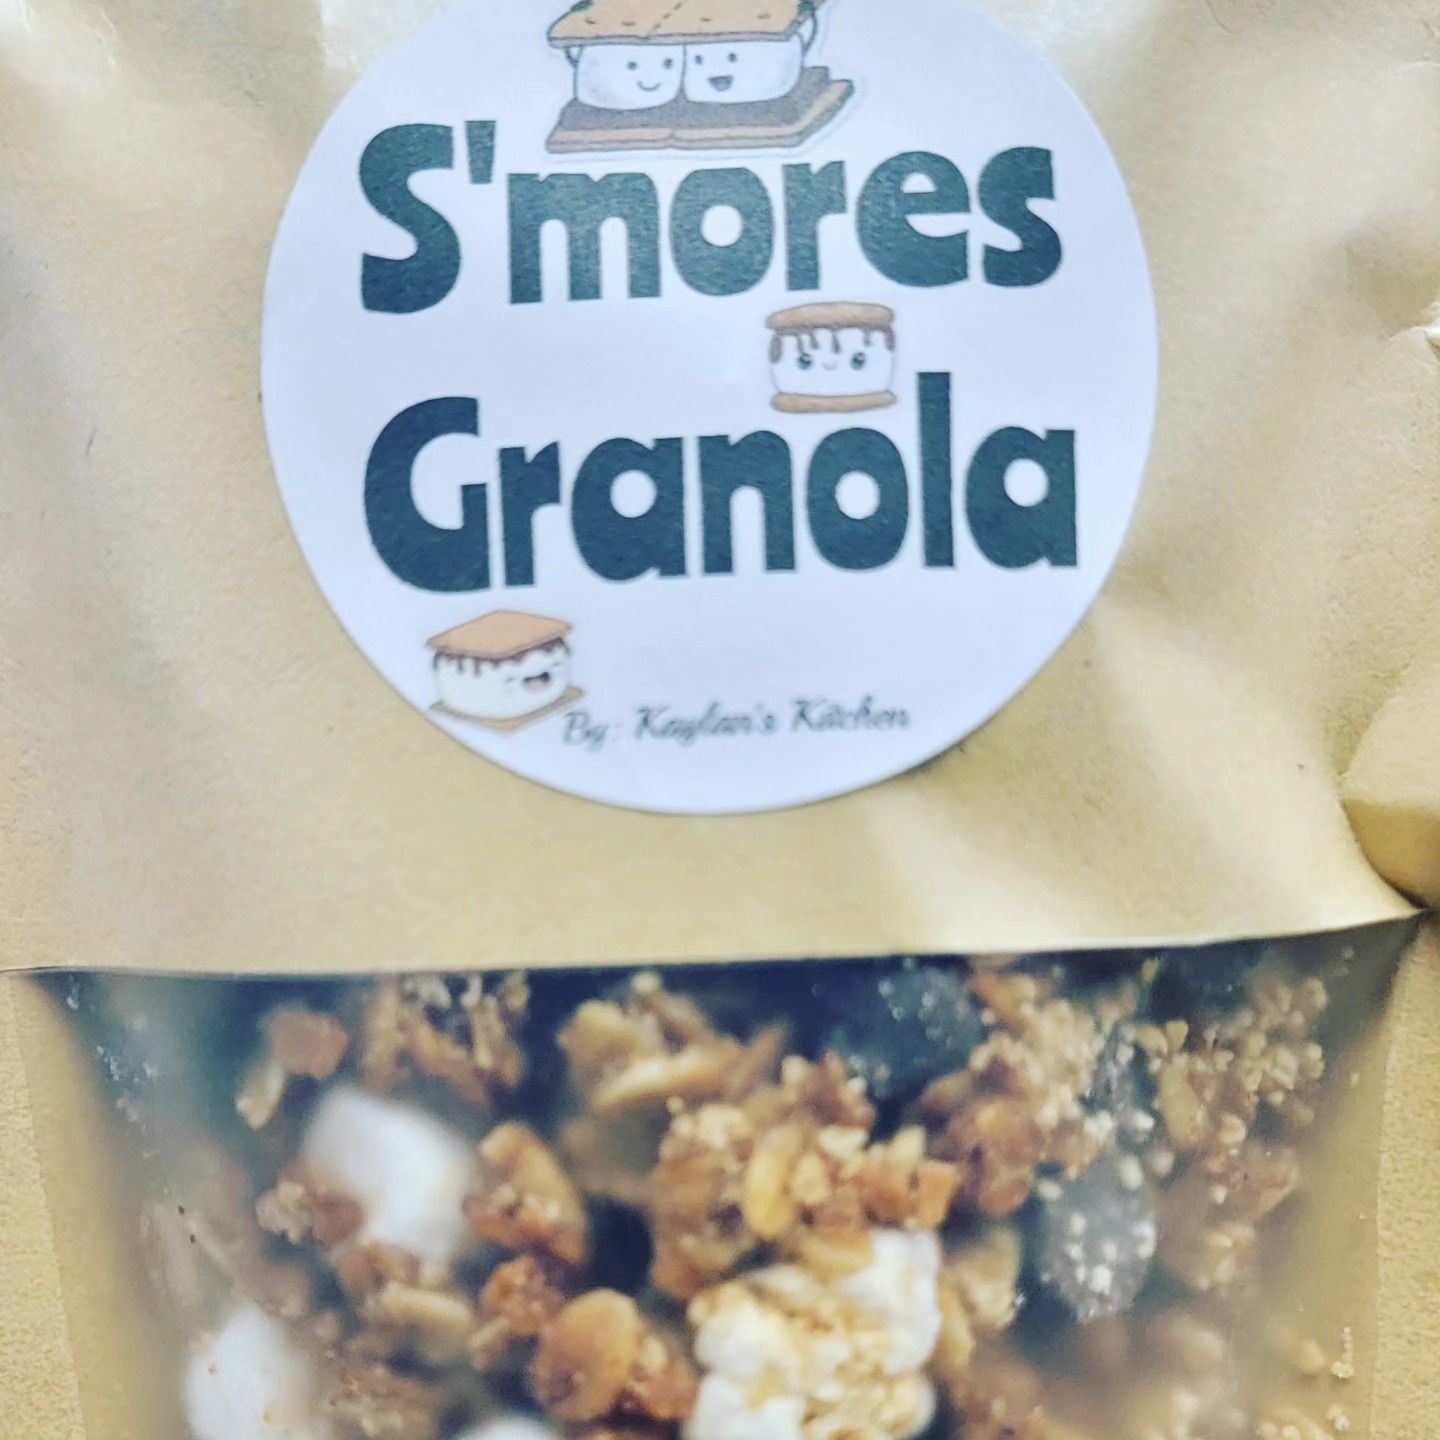 S'mores
Granola
By: Kaylan's Kitchen